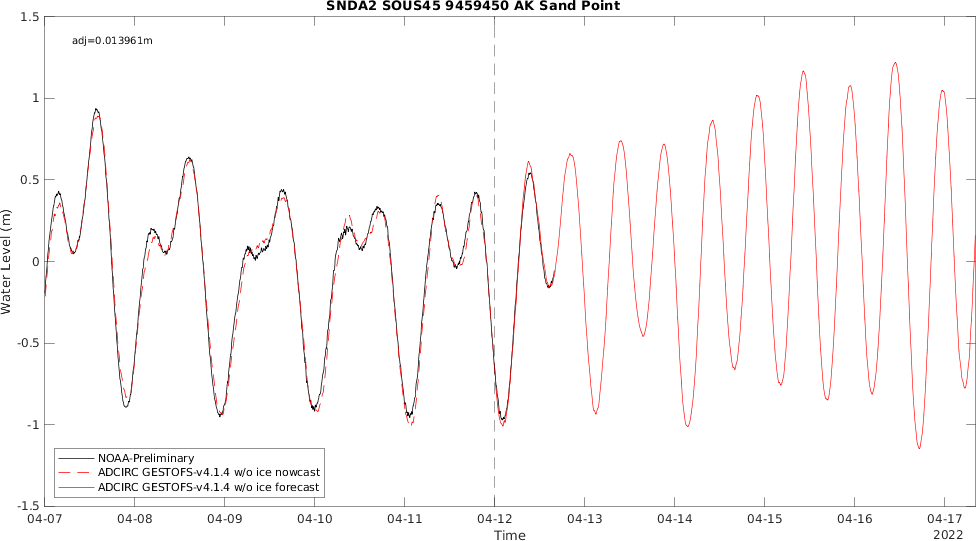 SNDA2 SOUS45 9459450 AK Sand Point
adj=0.013961m
1.5
1
0.5
0
-0.5
-1
-1.5
Water Level (m)
NOAA-Preliminary
ADCIRC GESTOFS-v4.1.4 w/o ice nowcast
ADCIRC GESTOFS-v4.1.4 w/o ice forecast
04-07 04-08 04-09 04-10 04-11 04-12 04-13 04-14 04-15 04-16 04-17
Time
2022